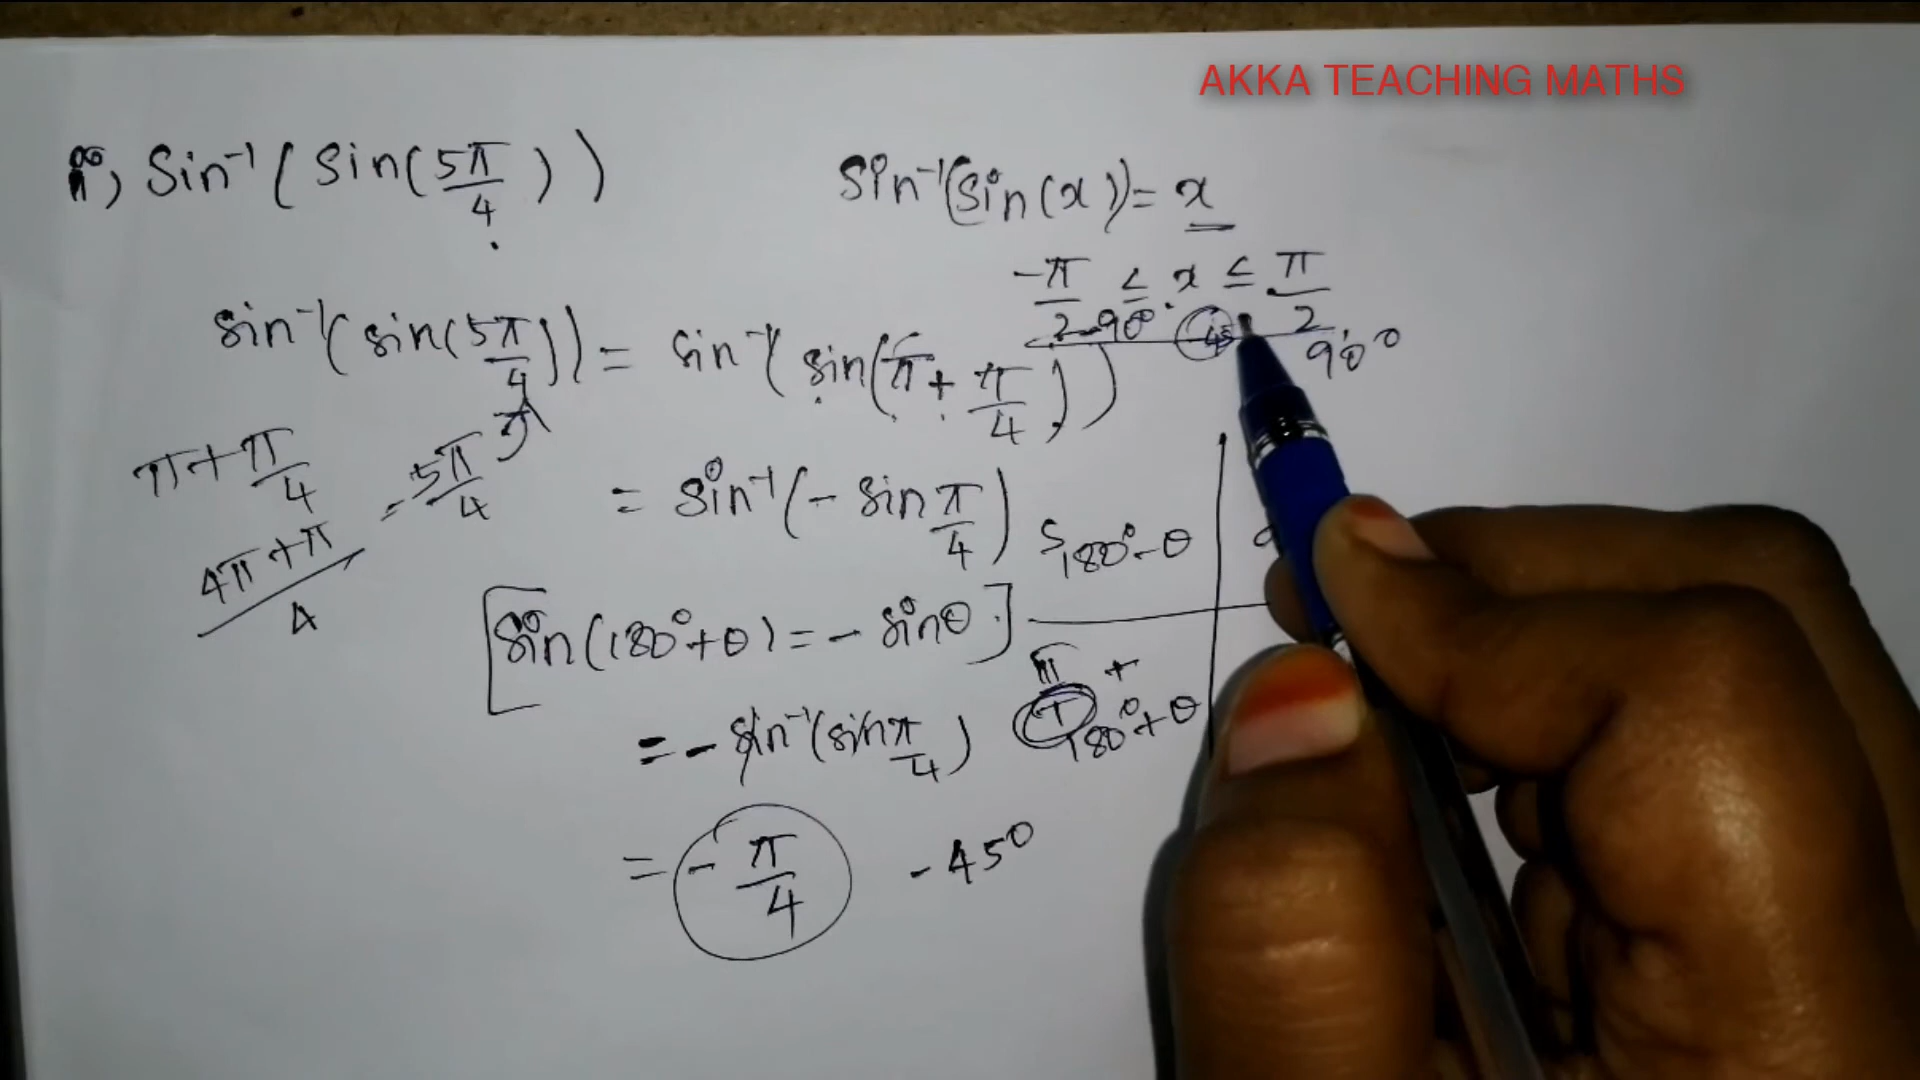 AKKA TEACHING MATHS
ii) Sin⁻¹(Sin(5π/4))
Sin⁻¹(Sin(x)) = x
-π/2 ≤ x ≤ π/2
-90° 45 90°
sin⁻¹(sin(5π/4)) = sin⁻¹(sin(π + π/4))
π + π/4
4π + π/4 = 5π/4
= sin⁻¹(- sin π/4)
S 180° - θ
[sin(180° + θ) = - sinθ]
III +
T 180° + θ
= - sin⁻¹(sin π/4)
= - π/4 - 45°